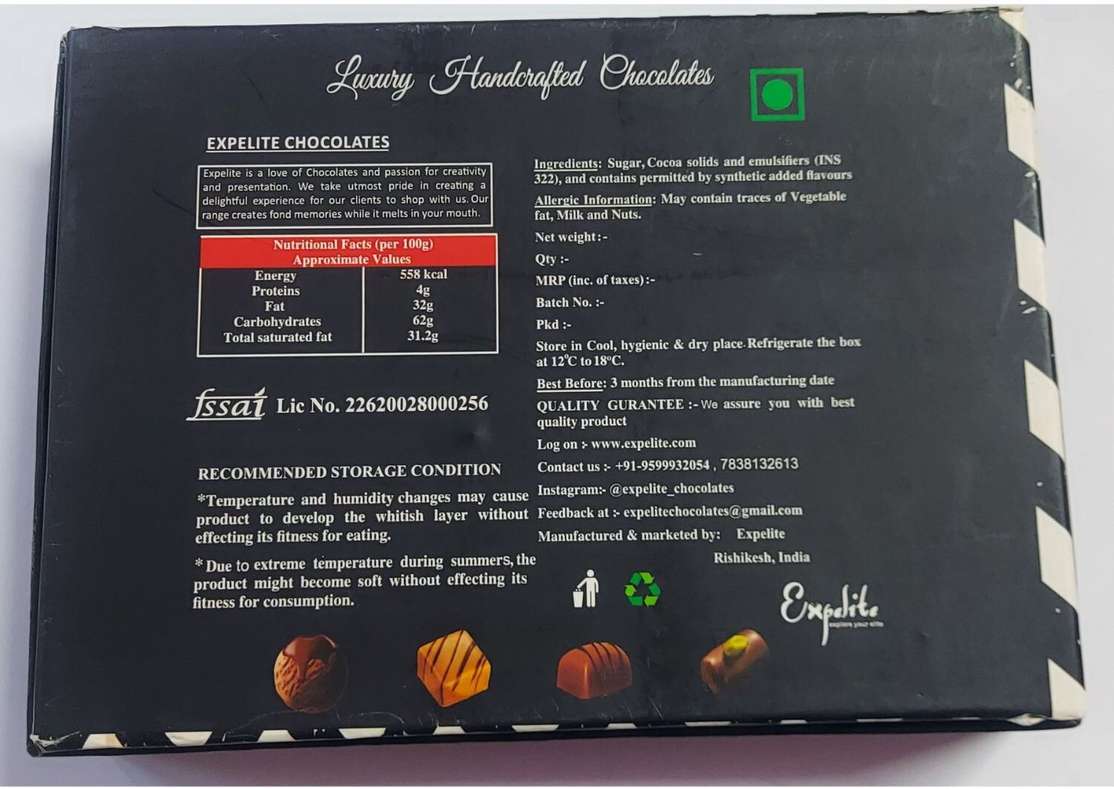 Luxury Handcrafted Chocolates
EXPELITE CHOCOLATES
Expelite is a love of Chocolates and passion for creativity
and presentation. We take utmost pride in creating a
delightful experience for our clients to shop with us. Our
range creates fond memories while it melts in your mouth.
Nutritional Facts (per 100g)
Approximate Values
Energy 558 kcal
Proteins 4g
Fat 32g
Carbohydrates 62g
Total saturated fat 31.2g
fssai Lic No. 22620028000256
RECOMMENDED STORAGE CONDITION
*Temperature and humidity changes may cause
product to develop the whitish layer without
effecting its fitness for eating.
* Due to extreme temperature during summers, the
product might become soft without effecting its
fitness for consumption.
Ingredients: Sugar, Cocoa solids and emulsifiers (INS
322), and contains permitted by synthetic added flavours
Allergic Information: May contain traces of Vegetable
fat, Milk and Nuts.
Net weight:-
Qty :-
MRP (inc. of taxes):-
Batch No. :-
Pkd :-
Store in Cool, hygienic & dry place. Refrigerate the box
at 12°C to 18°C.
Best Before: 3 months from the manufacturing date
QUALITY GURANTEE :- We assure you with best
quality product
Log on :- www.expelite.com
Contact us :- +91-9599932054 , 7838132613
Instagram:- @expelite_chocolates
Feedback at :- expelitechocolates@gmail.com
Manufactured & marketed by: Expelite
Rishikesh, India
Expelite
explore your elite